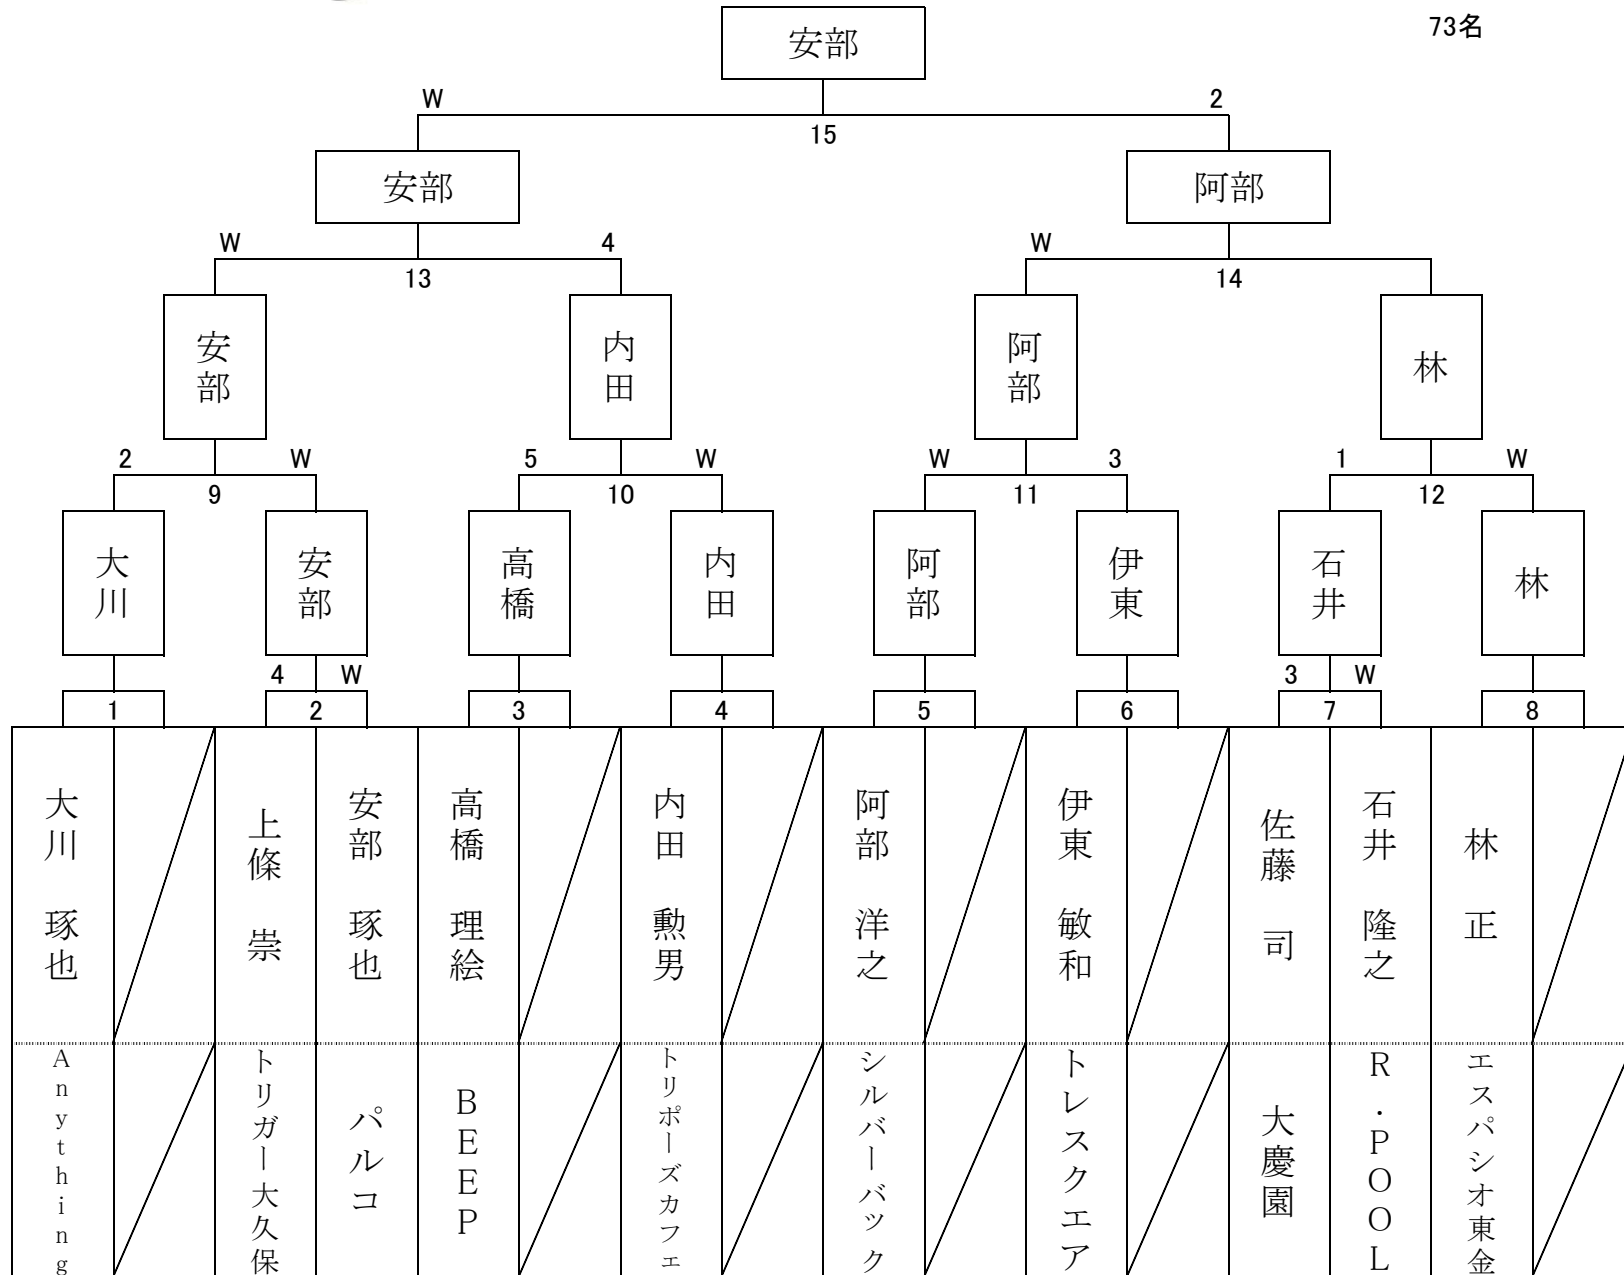 73名
安部
W 2
15
安部 阿部
W 4 W
13 14
安部 内田 阿部 林
2 W 5 W W 3 1 W
9 10 11 12
大川 安部 高橋 内田 阿部 伊東 石井 林
4 W 3 W
1 2 3 4 5 6 7 8
大川 琢也
上條 崇
安部 琢也
高橋 理絵
内田 勲男
阿部 洋之
伊東 敏和
佐藤 司
石井 隆之
林 正
Anything
トリガー大久保
パルコ
BEEP
トリポーズカフェ
シルバーバック
トレスクエア
大慶園
R.POOL
エスパシオ東金